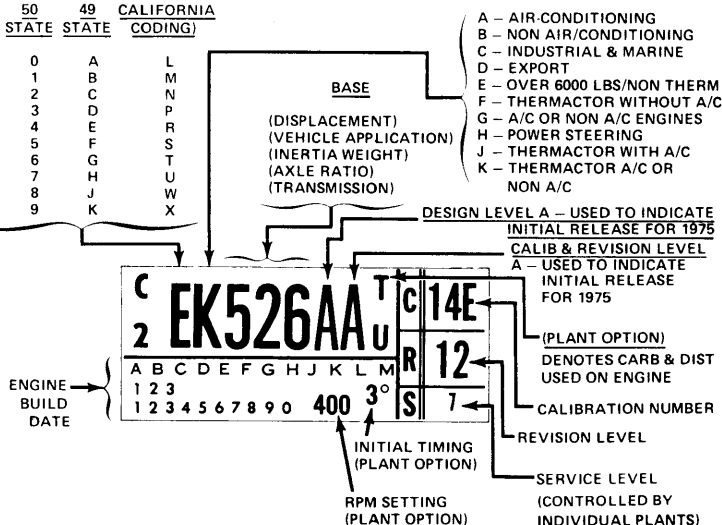 50 49 CALIFORNIA
STATE STATE CODING)
0 A L
1 B M
2 C N
3 D P
4 E R
5 F S
6 G T
7 H U
8 J W
9 K X
A – AIR-CONDITIONING
B – NON AIR/CONDITIONING
C – INDUSTRIAL & MARINE
D – EXPORT
E – OVER 6000 LBS/NON THERM
F – THERMACTOR WITHOUT A/C
G – A/C OR NON A/C ENGINES
H – POWER STEERING
J – THERMACTOR WITH A/C
K – THERMACTOR A/C OR
NON A/C
BASE
(DISPLACEMENT)
(VEHICLE APPLICATION)
(INERTIA WEIGHT)
(AXLE RATIO)
(TRANSMISSION)
DESIGN LEVEL A – USED TO INDICATE
INITIAL RELEASE FOR 1975
CALIB & REVISION LEVEL
A – USED TO INDICATE
INITIAL RELEASE
FOR 1975
C
2
EK526AA
T
U
C 14E
R 12
S 7
A B C D E F G H J K L M
1 2 3
1 2 3 4 5 6 7 8 9 0
400
3°
ENGINE
BUILD
DATE
(PLANT OPTION)
DENOTES CARB & DIST
USED ON ENGINE
CALIBRATION NUMBER
REVISION LEVEL
INITIAL TIMING
(PLANT OPTION)
SERVICE LEVEL
(CONTROLLED BY
INDIVIDUAL PLANTS)
RPM SETTING
(PLANT OPTION)